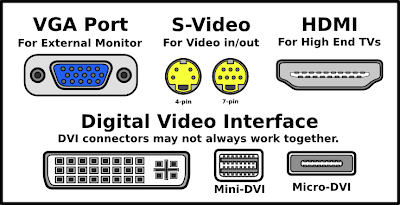 VGA Port
For External Monitor
S-Video
For Video in/out
4-pin
7-pin
HDMI
For High End TVs
Digital Video Interface
DVI connectors may not always work together.
Mini-DVI
Micro-DVI